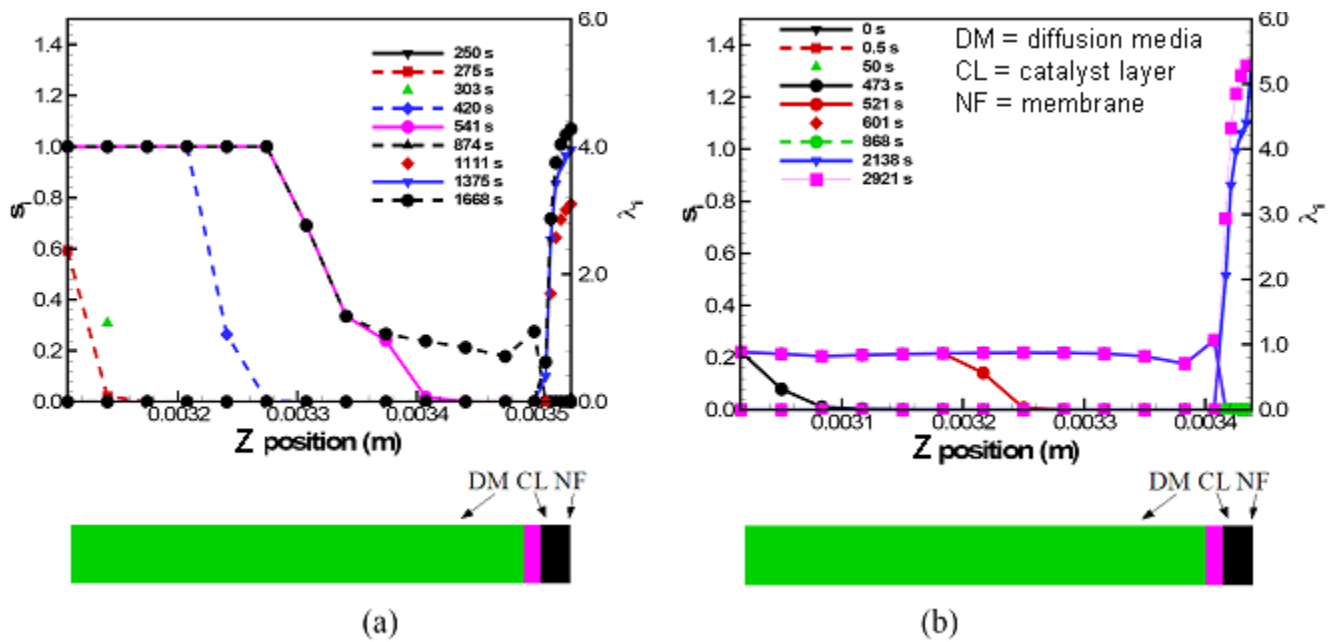 1.4
1.2
1.0
0.8
0.6
0.4
0.2
0.0
s_l
6.0
4.0
2.0
0.0
λ_i
250 s
275 s
303 s
420 s
541 s
874 s
1111 s
1375 s
1668 s
0.0032
0.0033
0.0034
0.0035
Z position (m)
DM CL NF
(a)
1.4
1.2
1.0
0.8
0.6
0.4
0.2
0.0
s_l
6.0
5.0
4.0
3.0
2.0
1.0
0.0
λ_i
0 s
0.5 s
50 s
473 s
521 s
601 s
868 s
2138 s
2921 s
DM = diffusion media
CL = catalyst layer
NF = membrane
0.0031
0.0032
0.0033
0.0034
Z position (m)
DM CL NF
(b)